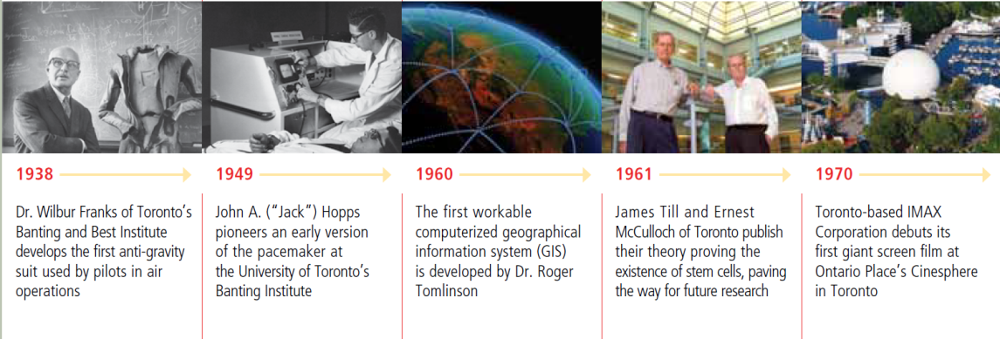 1938
Dr. Wilbur Franks of Toronto's
Banting and Best Institute
develops the first anti-gravity
suit used by pilots in air
operations
1949
John A. (“Jack”) Hopps
pioneers an early version
of the pacemaker at
the University of Toronto's
Banting Institute
1960
The first workable
computerized geographical
information system (GIS)
is developed by Dr. Roger
Tomlinson
1961
James Till and Ernest
McCulloch of Toronto publish
their theory proving the
existence of stem cells, paving
the way for future research
1970
Toronto-based IMAX
Corporation debuts its
first giant screen film at
Ontario Place's Cinesphere
in Toronto